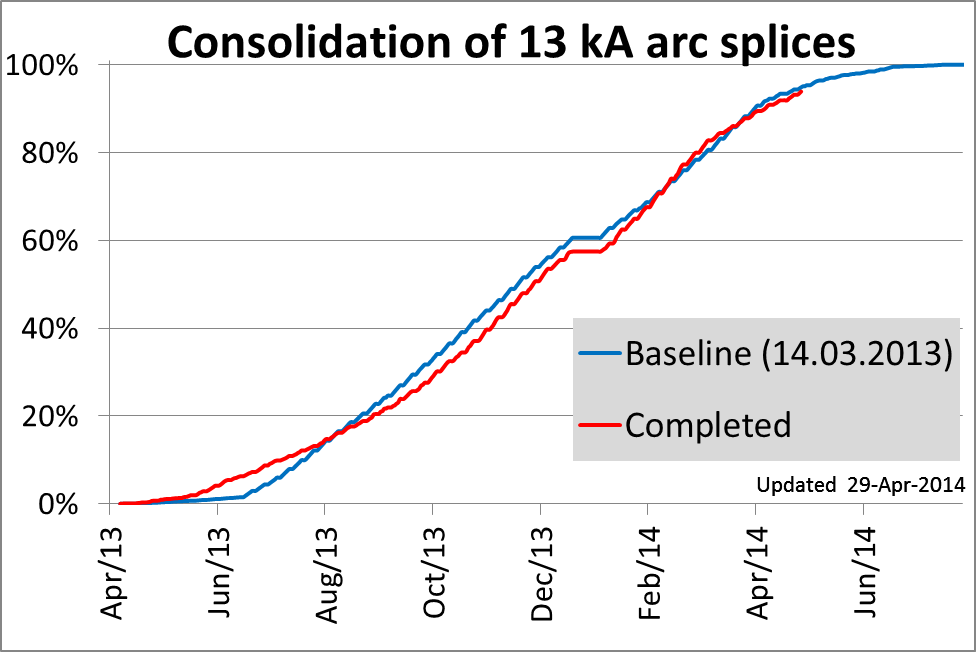 Consolidation of 13 kA arc splices
100%
80%
60%
40%
20%
0%
Baseline (14.03.2013)
Completed
Updated 29-Apr-2014
Apr/13
Jun/13
Aug/13
Oct/13
Dec/13
Feb/14
Apr/14
Jun/14